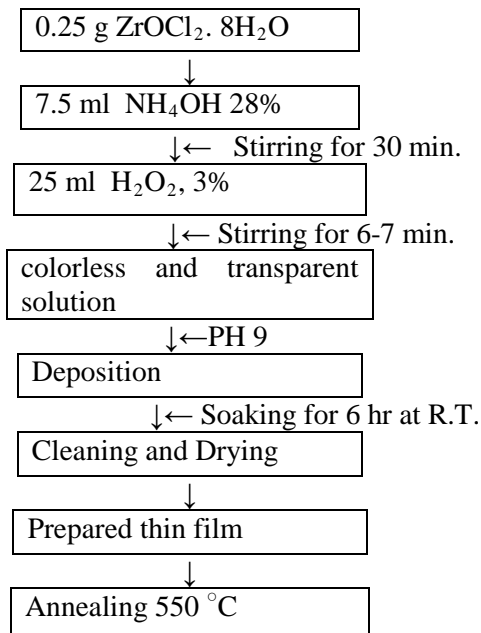 0.25 g ZrOCl₂. 8H₂O
↓
7.5 ml NH₄OH 28%
↓← Stirring for 30 min.
25 ml H₂O₂, 3%
↓← Stirring for 6-7 min.
colorless and transparent
solution
↓←PH 9
Deposition
↓← Soaking for 6 hr at R.T.
Cleaning and Drying
↓
Prepared thin film
↓
Annealing 550 °C